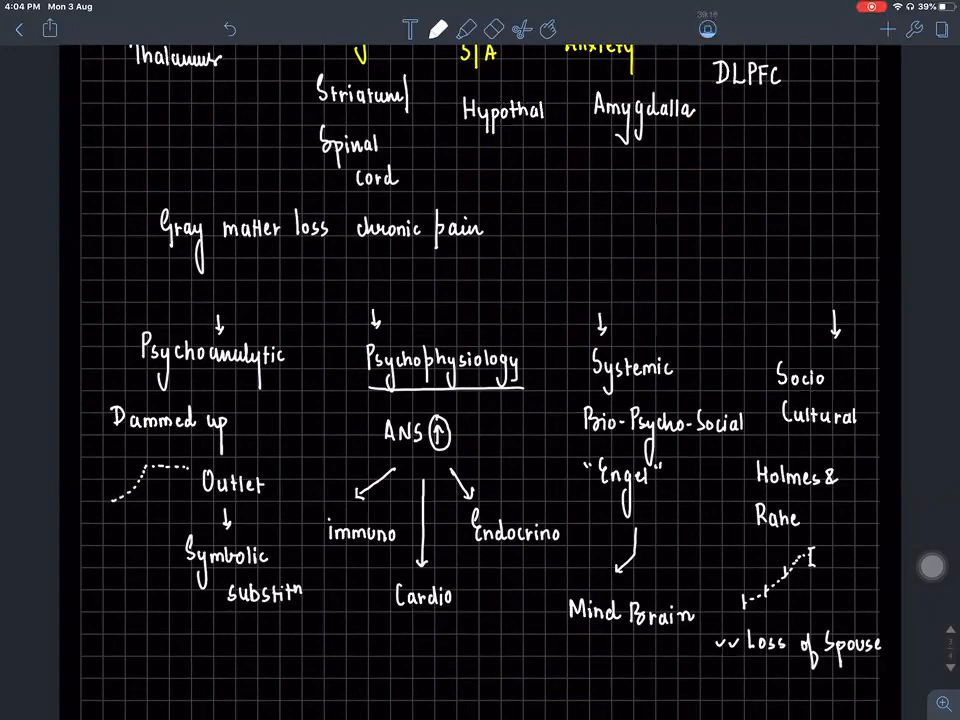 4:04 PM Mon 3 Aug
39%
Thalamus
S/A
Anxiety
DLPFC
Striatum
Hypothal
Amygdalla
Spinal
cord
Gray matter loss chronic pain
Psychoanalytic
Psychophysiology
Systemic
Socio
Cultural
Dammed up
ANS ↑
Bio-Psycho-Social
Outlet
"Engel"
Holmes &
Rahe
immuno
Endocrino
Symbolic
substitn
Cardio
Mind Brain
Loss of Spouse